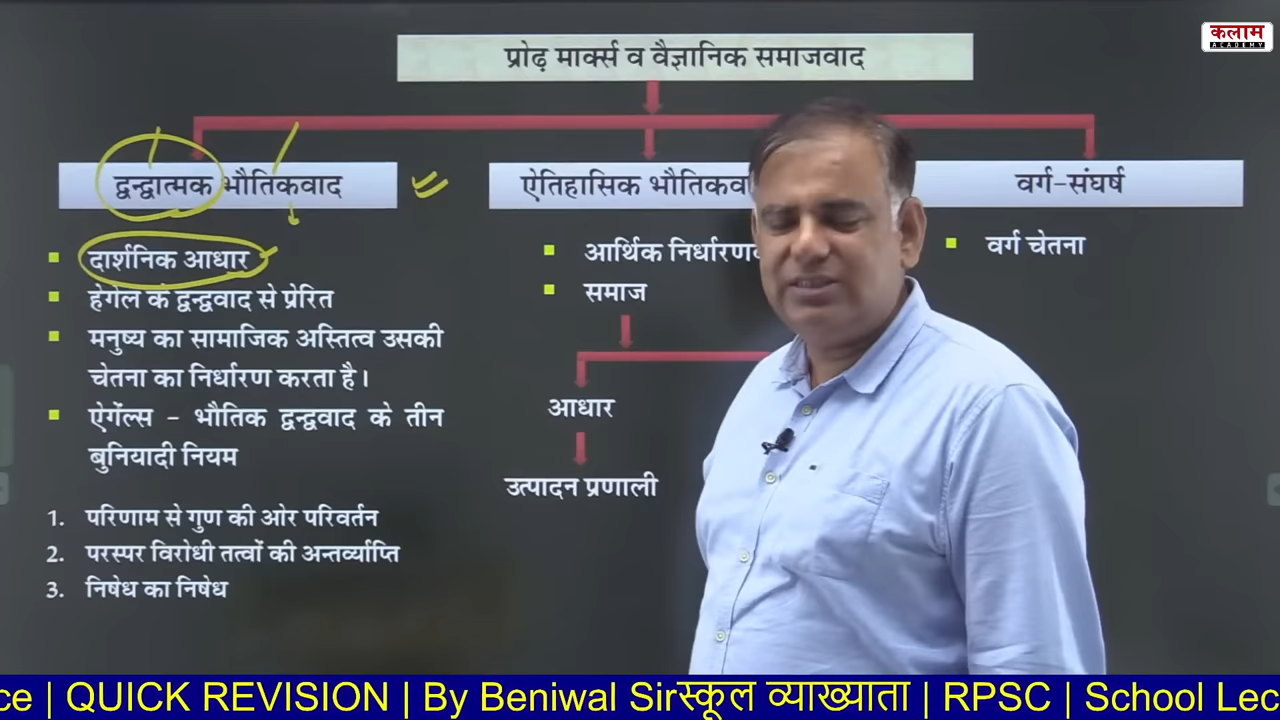 कलाम
ACADEMY
प्रोढ़ मार्क्स व वैज्ञानिक समाजवाद
द्वन्द्वात्मक भौतिकवाद
दार्शनिक आधार
हेगेल के द्वन्द्ववाद से प्रेरित
मनुष्य का सामाजिक अस्तित्व उसकी
चेतना का निर्धारण करता है।
ऐगेंल्स - भौतिक द्वन्द्ववाद के तीन
बुनियादी नियम
1. परिणाम से गुण की ओर परिवर्तन
2. परस्पर विरोधी तत्वों की अन्तर्व्याप्ति
3. निषेध का निषेध
ऐतिहासिक
आर्थिक
समाज
आधार
उत्पादन प्रणाली
वर्ग-संघर्ष
वर्ग चेतना
ce | QUICK REVISION | By Beniwal Sirस्कूल व्याख्याता | RPSC | School Lec